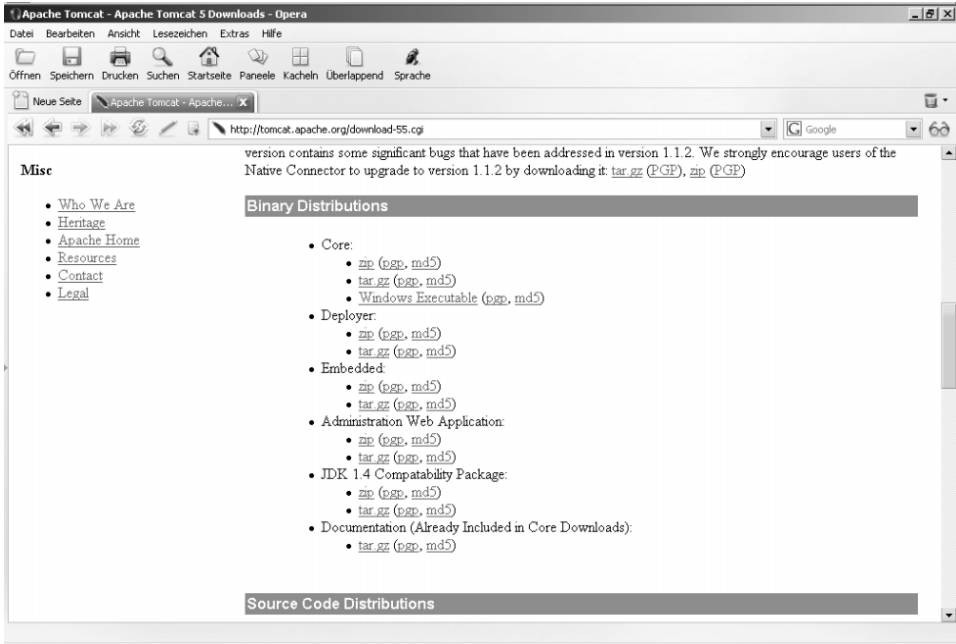 Apache Tomcat - Apache Tomcat 5 Downloads - Opera
Datei Bearbeiten Ansicht Lesezeichen Extras Hilfe
Öffnen Speichern Drucken Suchen Startseite Paneele Kacheln Überlappend Sprache
Neue Seite Apache Tomcat - Apache...
http://tomcat.apache.org/download-55.cgi G Google
Misc
Who We Are
Heritage
Apache Home
Resources
Contact
Legal
version contains some significant bugs that have been addressed in version 1.1.2. We strongly encourage users of the
Native Connector to upgrade to version 1.1.2 by downloading it: tar.gz (PGP), zip (PGP)
Binary Distributions
• Core:
• zip (pgp, md5)
• tar.gz (pgp, md5)
• Windows Executable (pgp, md5)
• Deployer:
• zip (pgp, md5)
• tar.gz (pgp, md5)
• Embedded:
• zip (pgp, md5)
• tar.gz (pgp, md5)
• Administration Web Application:
• zip (pgp, md5)
• tar.gz (pgp, md5)
• JDK 1.4 Compatability Package:
• zip (pgp, md5)
• tar.gz (pgp, md5)
• Documentation (Already Included in Core Downloads):
• tar.gz (pgp, md5)
Source Code Distributions